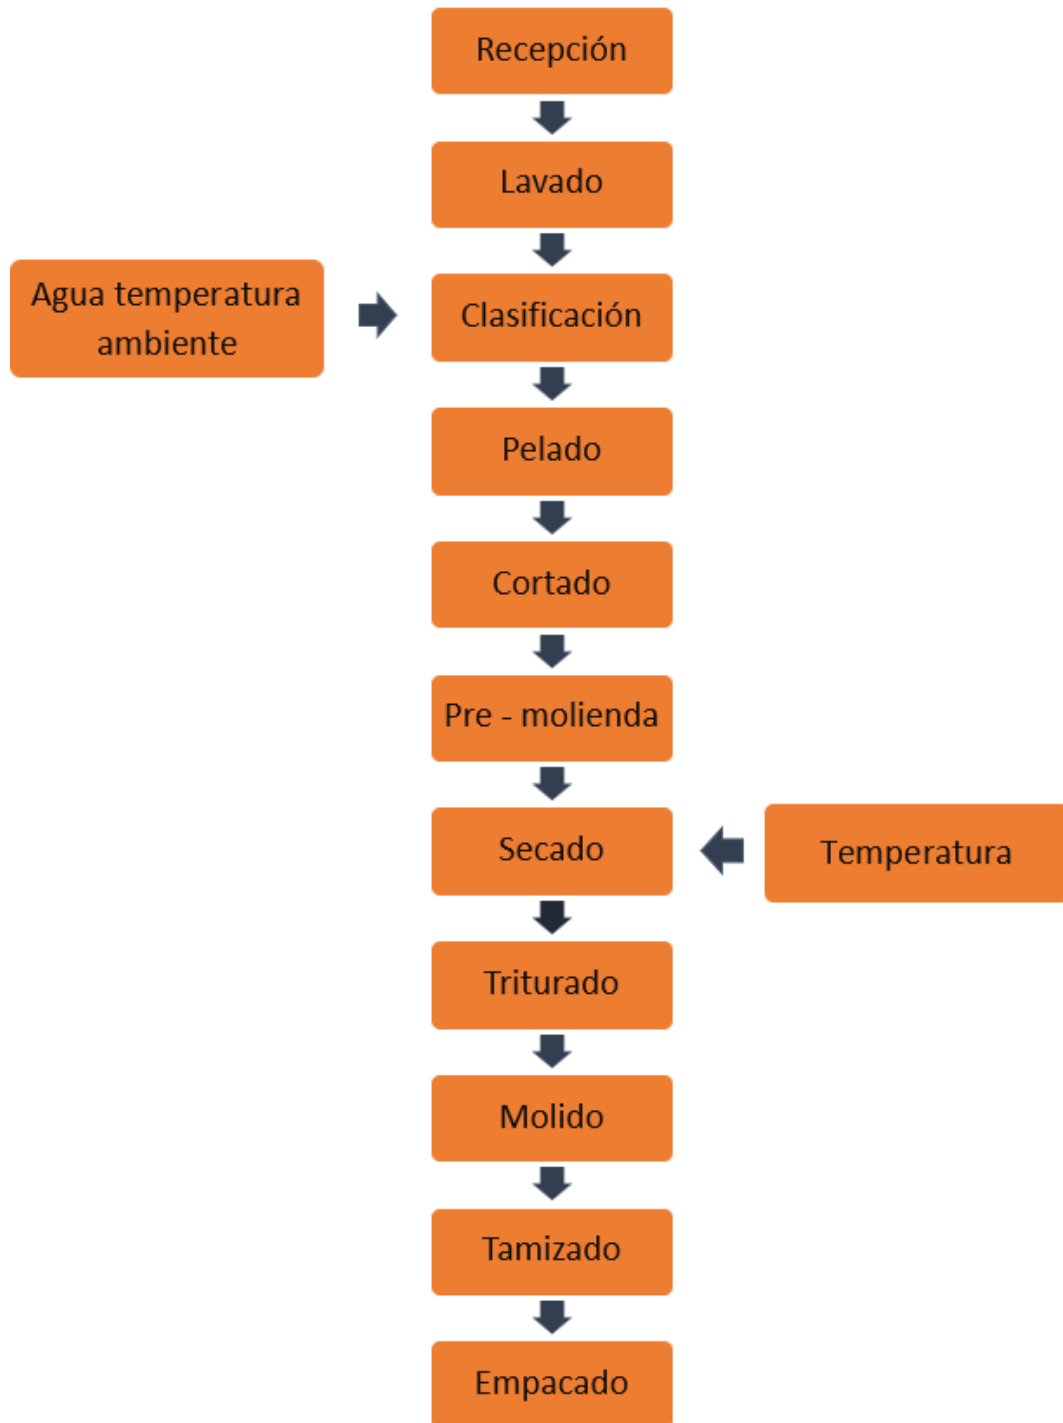 Recepción
Lavado
Agua temperatura
ambiente
Clasificación
Pelado
Cortado
Pre - molienda
Secado
Temperatura
Triturado
Molido
Tamizado
Empacado